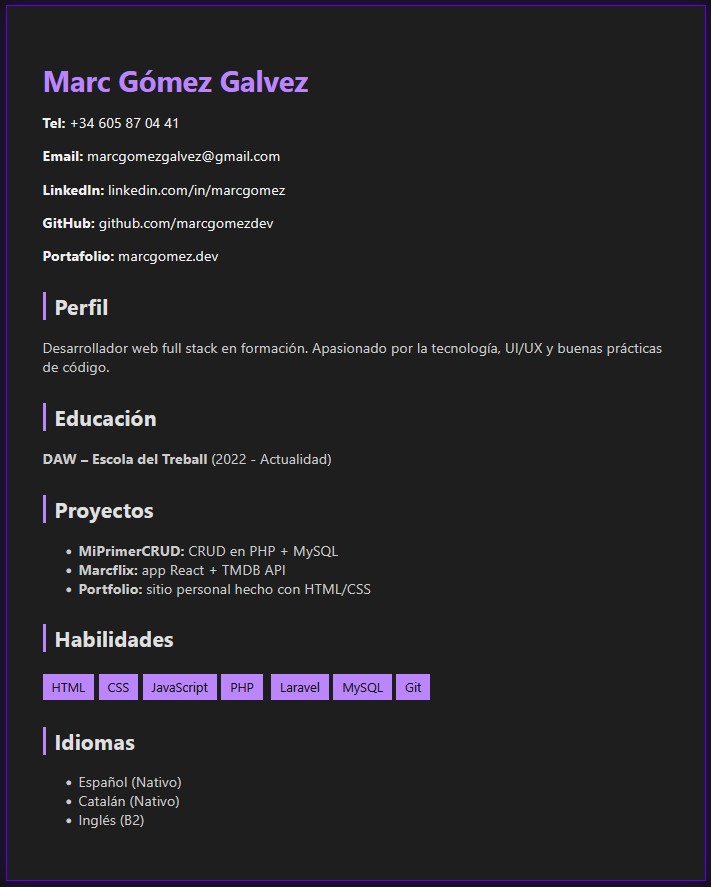 Marc Gómez Galvez
Tel: +34 605 87 04 41
Email: marcgomezgalvez@gmail.com
LinkedIn: linkedin.com/in/marcgomez
GitHub: github.com/marcgomezdev
Portafolio: marcgomez.dev
Perfil
Desarrollador web full stack en formación. Apasionado por la tecnología, UI/UX y buenas prácticas
de código.
Educación
DAW – Escola del Treball (2022 - Actualidad)
Proyectos
• MiPrimerCRUD: CRUD en PHP + MySQL
• Marcflix: app React + TMDB API
• Portfolio: sitio personal hecho con HTML/CSS
Habilidades
HTML CSS JavaScript PHP Laravel MySQL Git
Idiomas
• Español (Nativo)
• Catalán (Nativo)
• Inglés (B2)